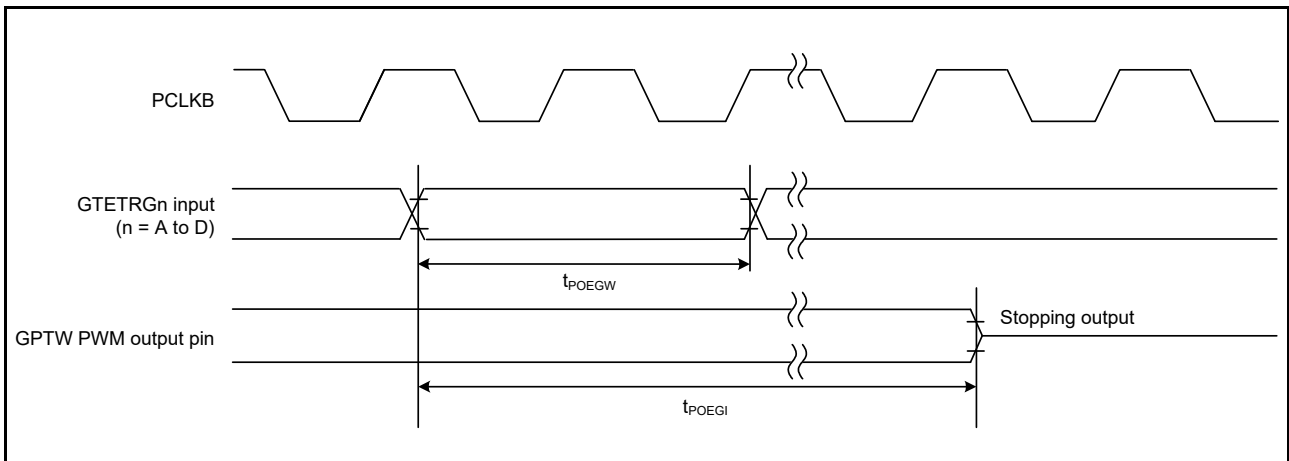 PCLKB
GTETRGn input
(n = A to D)
tPOEGW
GPTW PWM output pin
Stopping output
tPOEGI